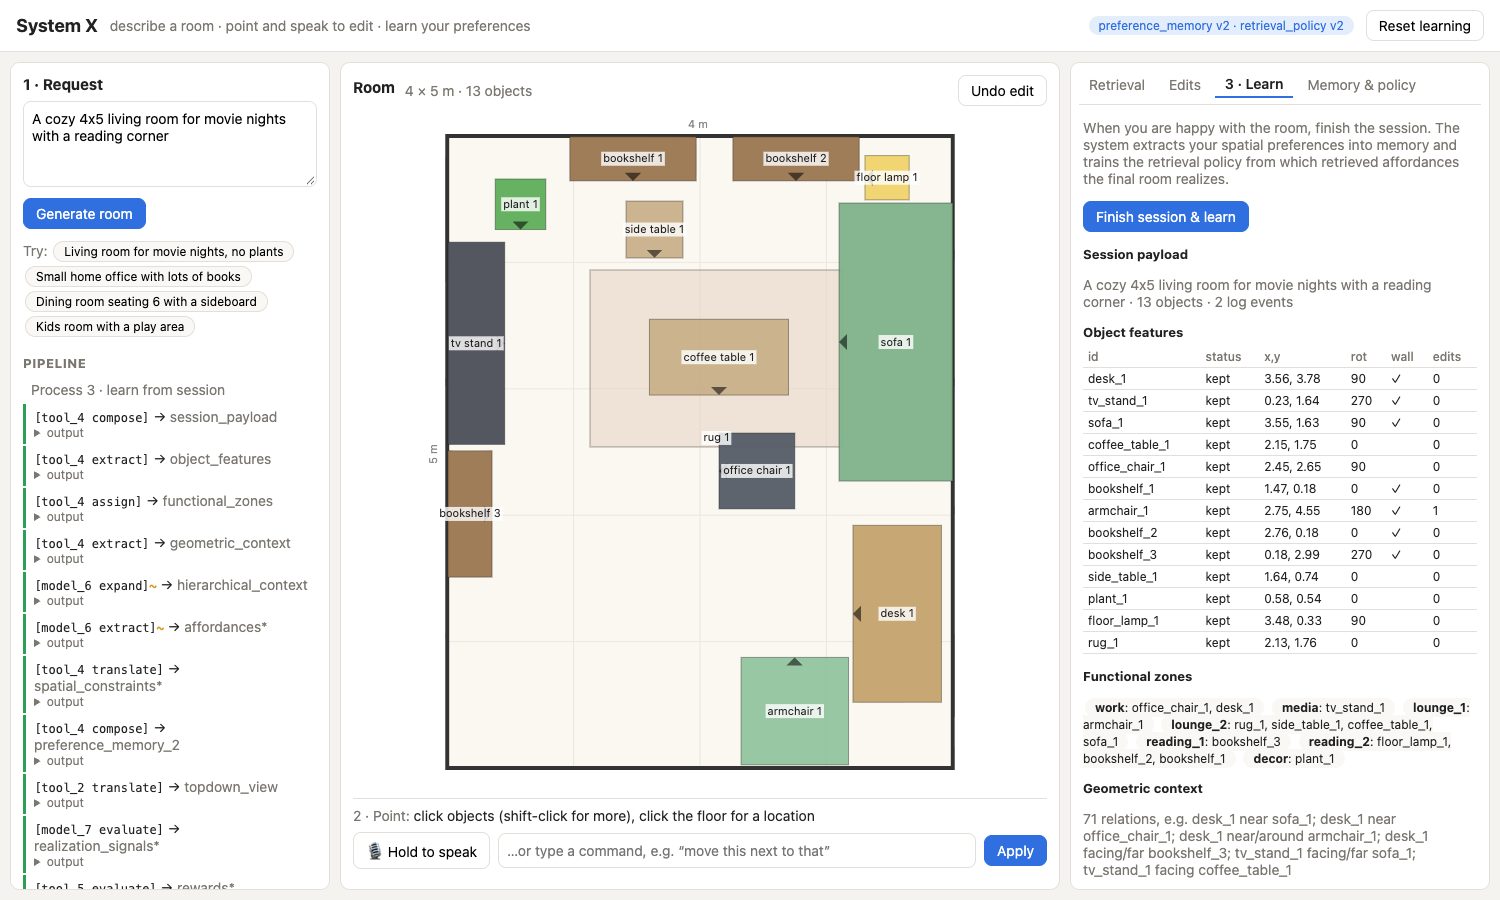 System X describe a room · point and speak to edit · learn your preferences
preference_memory v2 · retrieval_policy v2
Reset learning
1 · Request
A cozy 4x5 living room for movie nights
with a reading corner
Generate room
Try: Living room for movie nights, no plants
Small home office with lots of books
Dining room seating 6 with a sideboard
Kids room with a play area
PIPELINE
Process 3 · learn from session
[tool_4 compose] → session_payload
▶ output
[tool_4 extract] → object_features
▶ output
[tool_4 assign] → functional_zones
▶ output
[tool_4 extract] → geometric_context
▶ output
[model_6 expand]~ → hierarchical_context
▶ output
[model_6 extract]~ → affordances*
▶ output
[tool_4 translate] →
spatial_constraints*
▶ output
[tool_4 compose] →
preference_memory_2
▶ output
[tool_2 translate] → topdown_view
▶ output
[model_7 evaluate] →
realization_signals*
▶ output
[tool_5 evaluate] → rewards*
Room 4 × 5 m · 13 objects
Undo edit
4 m
5 m
bookshelf 1
bookshelf 2
floor lamp 1
plant 1
side table 1
tv stand 1
coffee table 1
sofa 1
rug 1
office chair 1
bookshelf 3
desk 1
armchair 1
2 · Point: click objects (shift-click for more), click the floor for a location
Hold to speak
…or type a command, e.g. “move this next to that”
Apply
Retrieval Edits 3 · Learn Memory & policy
When you are happy with the room, finish the session. The
system extracts your spatial preferences into memory and
trains the retrieval policy from which retrieved affordances
the final room realizes.
Finish session & learn
Session payload
A cozy 4x5 living room for movie nights with a reading
corner · 13 objects · 2 log events
Object features
id status x,y rot wall edits
desk_1 kept 3.56, 3.78 90 ✓ 0
tv_stand_1 kept 0.23, 1.64 270 ✓ 0
sofa_1 kept 3.55, 1.63 90 ✓ 0
coffee_table_1 kept 2.15, 1.75 0 0
office_chair_1 kept 2.45, 2.65 90 0
bookshelf_1 kept 1.47, 0.18 0 ✓ 0
armchair_1 kept 2.75, 4.55 180 ✓ 1
bookshelf_2 kept 2.76, 0.18 0 ✓ 0
bookshelf_3 kept 0.18, 2.99 270 ✓ 0
side_table_1 kept 1.64, 0.74 0 0
plant_1 kept 0.58, 0.54 0 0
floor_lamp_1 kept 3.48, 0.33 90 0
rug_1 kept 2.13, 1.76 0 0
Functional zones
work: office_chair_1, desk_1 media: tv_stand_1 lounge_1:
armchair_1 lounge_2: rug_1, side_table_1, coffee_table_1,
sofa_1 reading_1: bookshelf_3 reading_2: floor_lamp_1,
bookshelf_2, bookshelf_1 decor: plant_1
Geometric context
71 relations, e.g. desk_1 near sofa_1; desk_1 near
office_chair_1; desk_1 near/around armchair_1; desk_1
facing/far bookshelf_3; tv_stand_1 facing/far sofa_1;
tv_stand_1 facing coffee_table_1